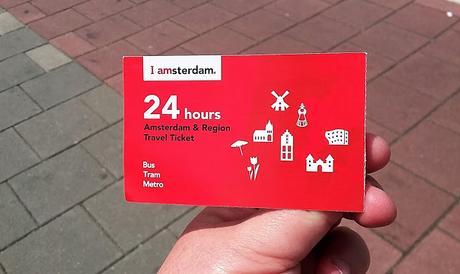 I amsterdam.
24 hours
Amsterdam & Region
Travel Ticket
Bus
Tram
Metro